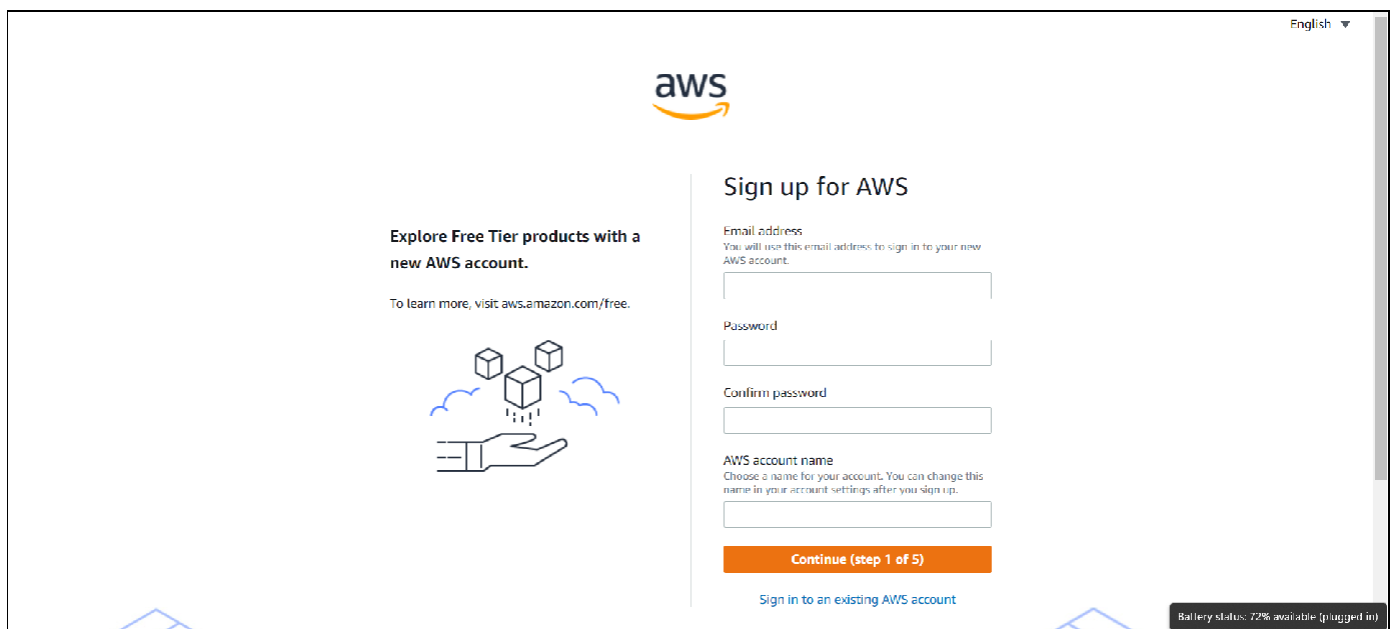 English
aws
Explore Free Tier products with a
new AWS account.
To learn more, visit aws.amazon.com/free.
Sign up for AWS
Email address
You will use this email address to sign in to your new
AWS account.
Password
Confirm password
AWS account name
Choose a name for your account. You can change this
name in your account settings after you sign up.
Continue (step 1 of 5)
Sign in to an existing AWS account
Battery status: 72% available (plugged in)